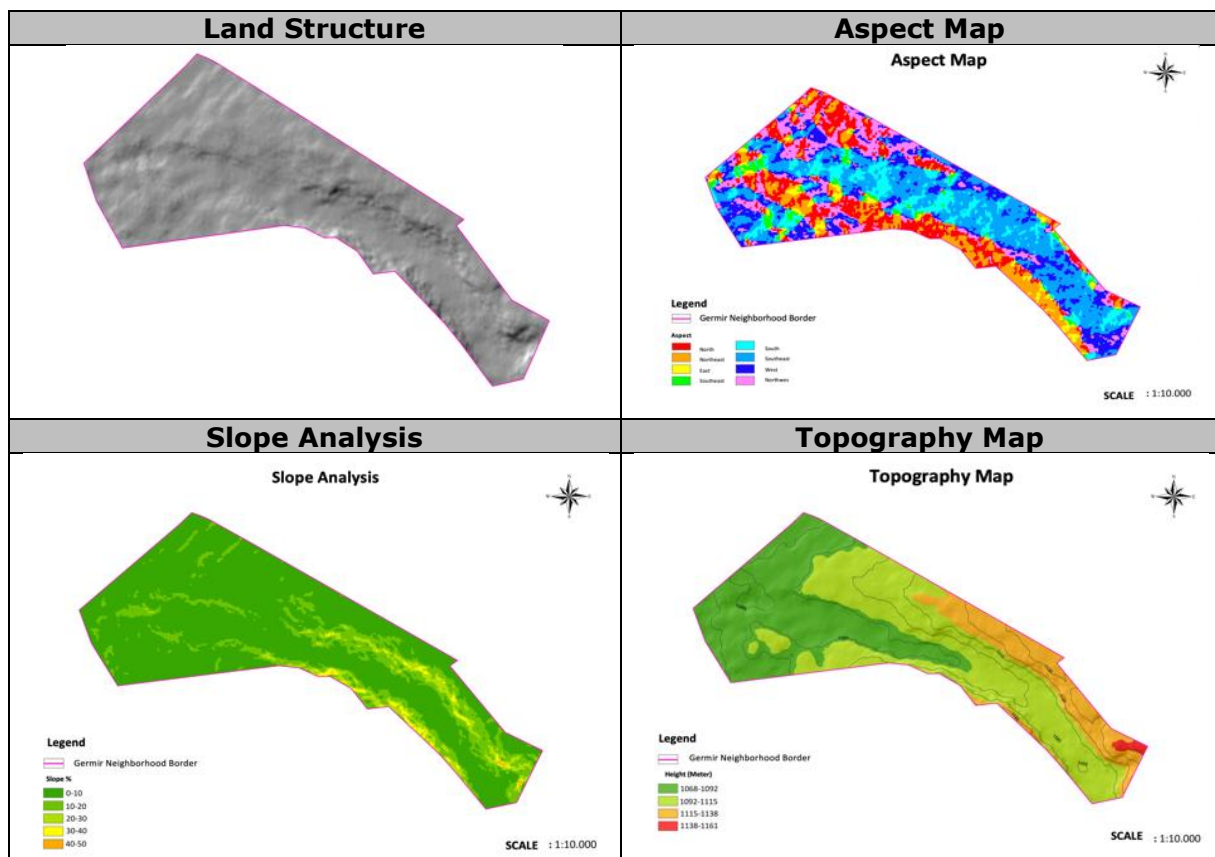 Land Structure
Aspect Map
Aspect Map
Legend
Germir Neighborhood Border
Aspect
North
South
Northeast
Southeast
East
West
Southeast
Northwes
SCALE : 1:10.000
Slope Analysis
Topography Map
Slope Analysis
Legend
Germir Neighborhood Border
Slope %
0-10
10-20
20-30
30-40
40-50
SCALE : 1:10.000
Topography Map
Legend
Germir Neighborhood Border
Height (Meter)
1068-1092
1092-1115
1115-1138
1138-1161
SCALE : 1:10.000